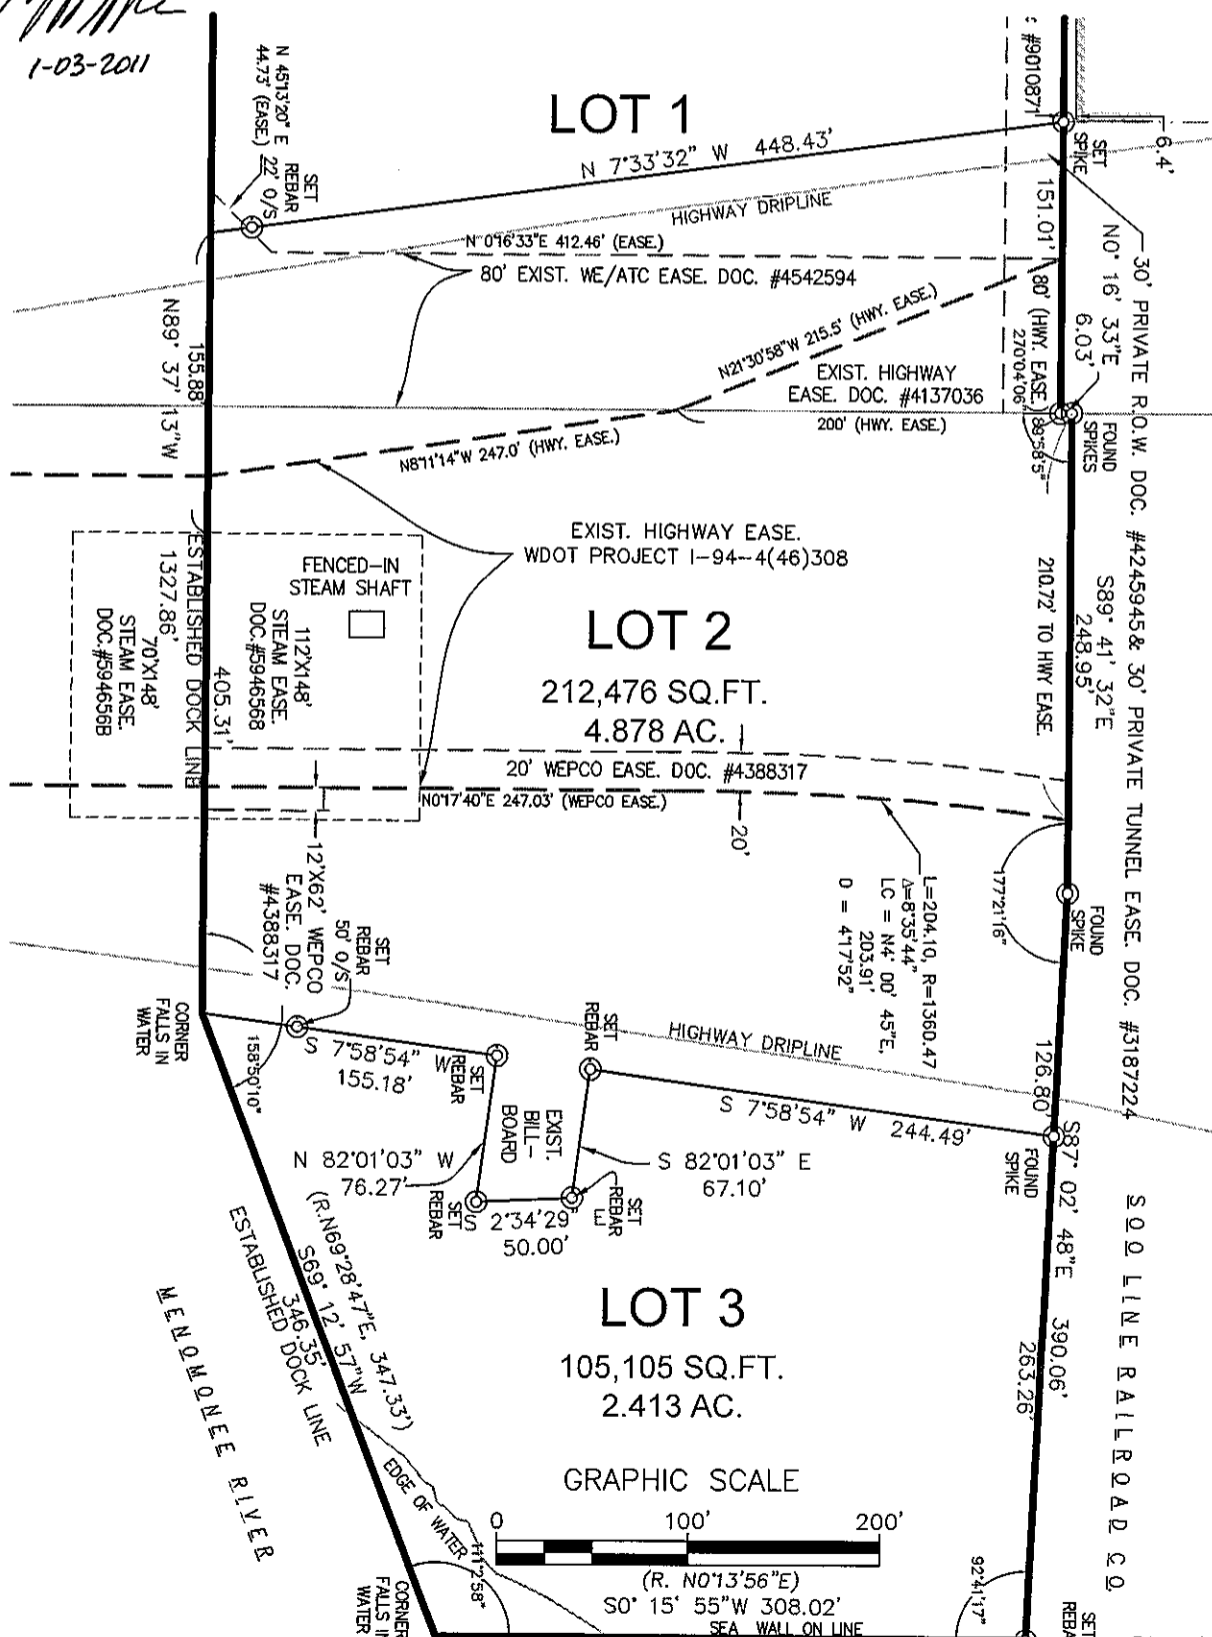 1-03-2011
N 45°13'20" E
44.73' (EASE.)
SET
REBAR
22' O/S
LOT 1
N 7°33'32" W 448.43'
HIGHWAY DRIPLINE
N 0°16'33"E 412.46' (EASE.)
80' EXIST. WE/ATC EASE. DOC. #4542594
#9010871
SET
SPIKE
6.4'
151.01'
N0° 16' 33"E
6.03'
30' PRIVATE R.O.W. DOC. #4245945& 30' PRIVATE TUNNEL EASE. DOC. #3187224
80' (HWY. EASE.)
270°04'06"
89°58'5"
FOUND
SPIKES
N21°30'58"W 215.5' (HWY. EASE.)
EXIST. HIGHWAY
EASE. DOC. #4137036
200' (HWY. EASE.)
155.88'
N89° 37' 13"W
N8°11'14"W 247.0' (HWY. EASE.)
EXIST. HIGHWAY EASE.
WDOT PROJECT I-94-4(46)308
FENCED-IN
STEAM SHAFT
ESTABLISHED DOCK LINE
1327.86'
405.31'
112'X148'
STEAM EASE.
DOC.#5946568
70'X148'
STEAM EASE.
DOC.#594656B
LOT 2
212,476 SQ.FT.
4.878 AC.
210.72' TO HWY EASE.
S89° 41' 32"E
248.95'
20' WEPCO EASE. DOC. #4388317
N0°17'40"E 247.03' (WEPCO EASE.)
20'
12'X62' WEPCO
EASE. DOC.
#4388317
L=204.10, R=1360.47
Δ=8°35'44"
LC = N4° 00' 45"E,
203.91'
D = 4°17'52"
177°21'16"
FOUND
SPIKE
SET
REBAR
50' O/S
CORNER
FALLS IN
WATER
158°50'10"
S 7°58'54" W
155.18'
SET
REBAR
SET
REBAR
HIGHWAY DRIPLINE
126.80'
S 7°58'54" W 244.49'
EXIST.
BILL-
BOARD
N 82°01'03" W
76.27'
S 82°01'03" E
67.10'
SET
REBAR
SET
REBAR
S 2°34'29" E
50.00'
FOUND
SPIKE
S87° 02' 48"E 390.06'
263.26'
SOO LINE RAILROAD CO
(R.N69°28'47"E, 347.33')
S69° 12' 57"W
346.35'
ESTABLISHED DOCK LINE
MENOMONEE RIVER
LOT 3
105,105 SQ.FT.
2.413 AC.
EDGE OF WATER
GRAPHIC SCALE
0 100' 200'
111°2'58"
92°41'17"
(R. N0°13'56"E)
S0° 15' 55"W 308.02'
SEA WALL ON LINE
CORNER
FALLS IN
WATER
SET